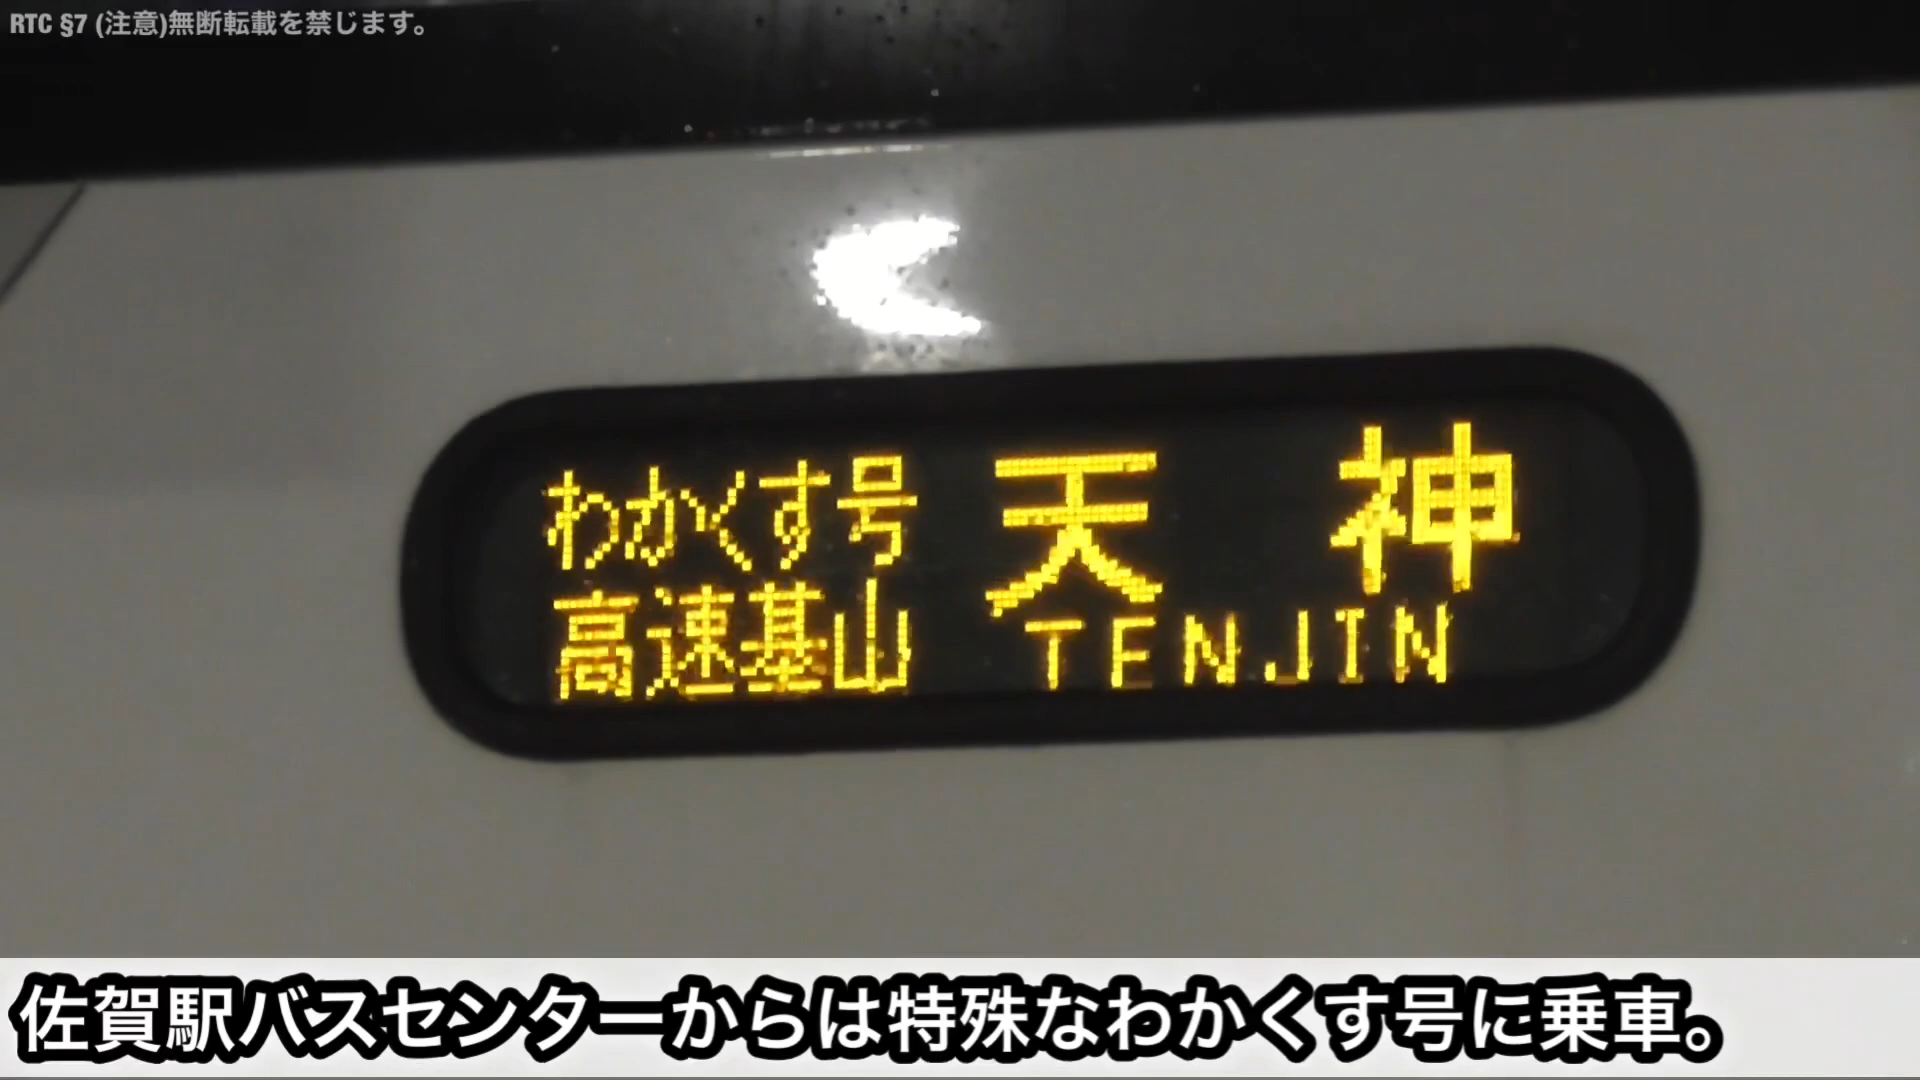 RTC §7 (注意)無断転載を禁じます。
わかくす号 天神
高速基山 TENJIN
佐賀駅バスセンターからは特殊なわかくす号に乗車。